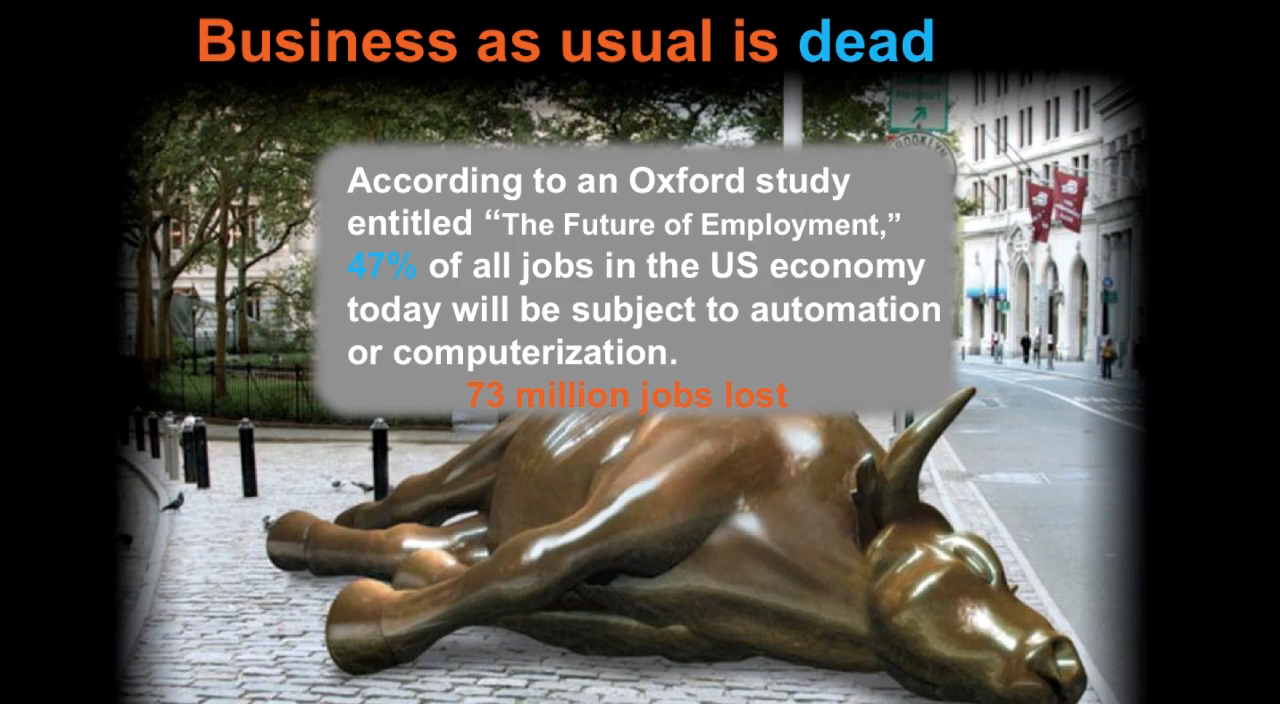 Business as usual is dead
According to an Oxford study
entitled “The Future of Employment,”
47% of all jobs in the US economy
today will be subject to automation
or computerization.
73 million jobs lost
BROOKLYN